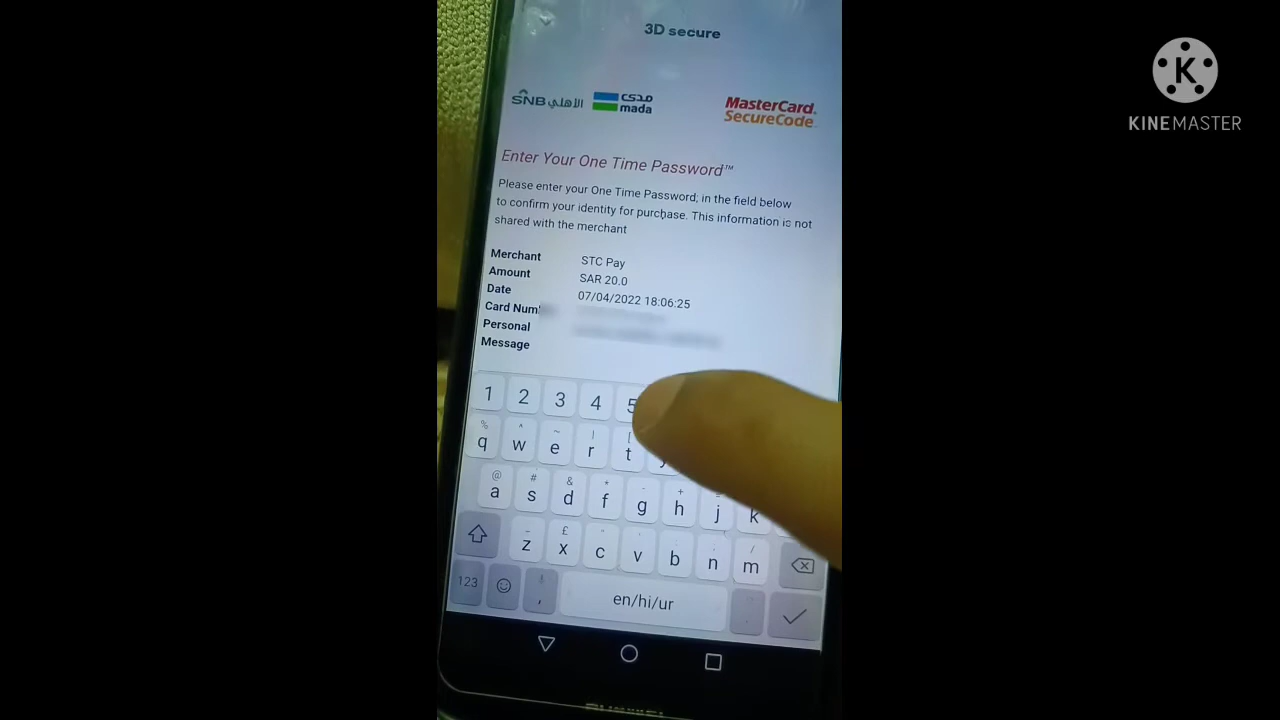 3D secure
SNB الأهلي
مدى
mada
MasterCard.
SecureCode
K
KINEMASTER
Enter Your One Time Password™
Please enter your One Time Password; in the field below
to confirm your identity for purchase. This information is not
shared with the merchant
Merchant STC Pay
Amount SAR 20.0
Date 07/04/2022 18:06:25
Card Num
Personal
Message
1 2 3 4 5
% ^ ~ | [
q w e r t y
@ # & * - +
a s d f g h j k
£
z x c v b n m
123 , en/hi/ur .